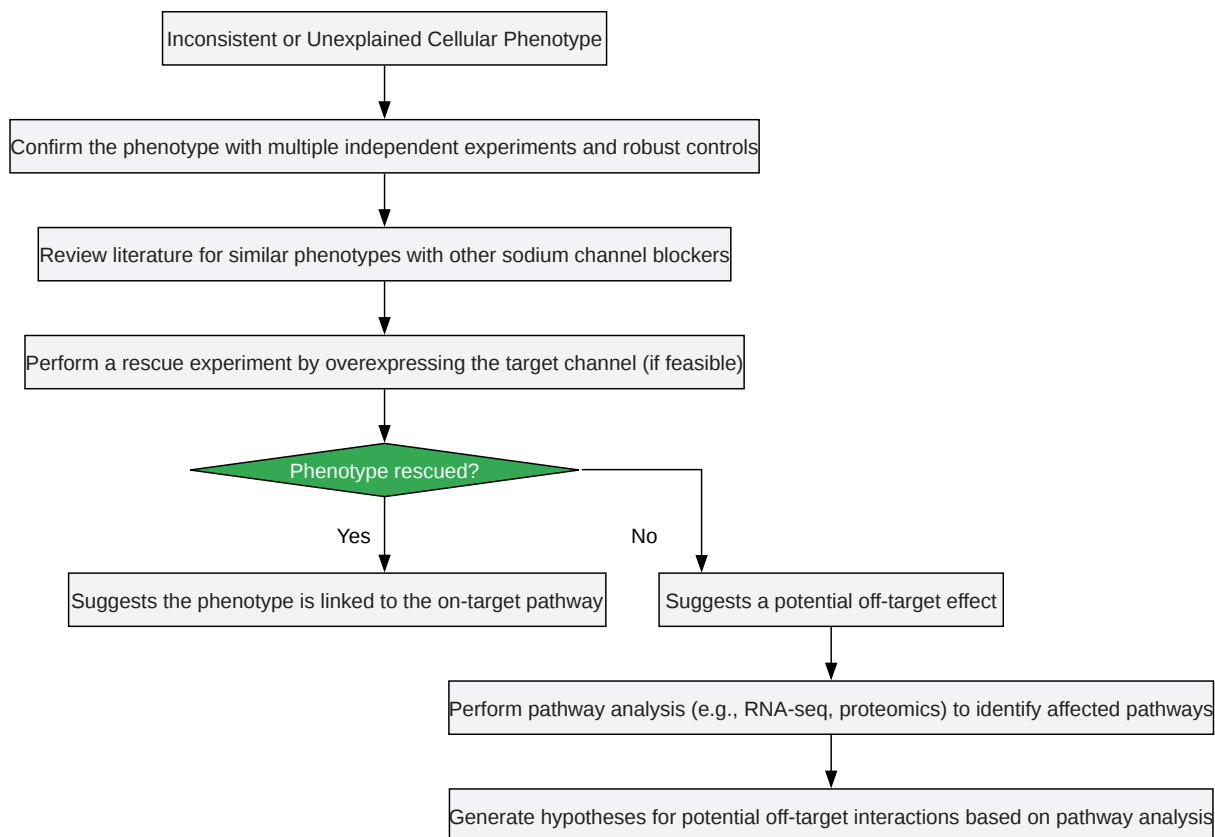 Inconsistent or Unexplained Cellular Phenotype
Confirm the phenotype with multiple independent experiments and robust controls
Review literature for similar phenotypes with other sodium channel blockers
Perform a rescue experiment by overexpressing the target channel (if feasible)
Phenotype rescued?
Yes
No
Suggests the phenotype is linked to the on-target pathway
Suggests a potential off-target effect
Perform pathway analysis (e.g., RNA-seq, proteomics) to identify affected pathways
Generate hypotheses for potential off-target interactions based on pathway analysis